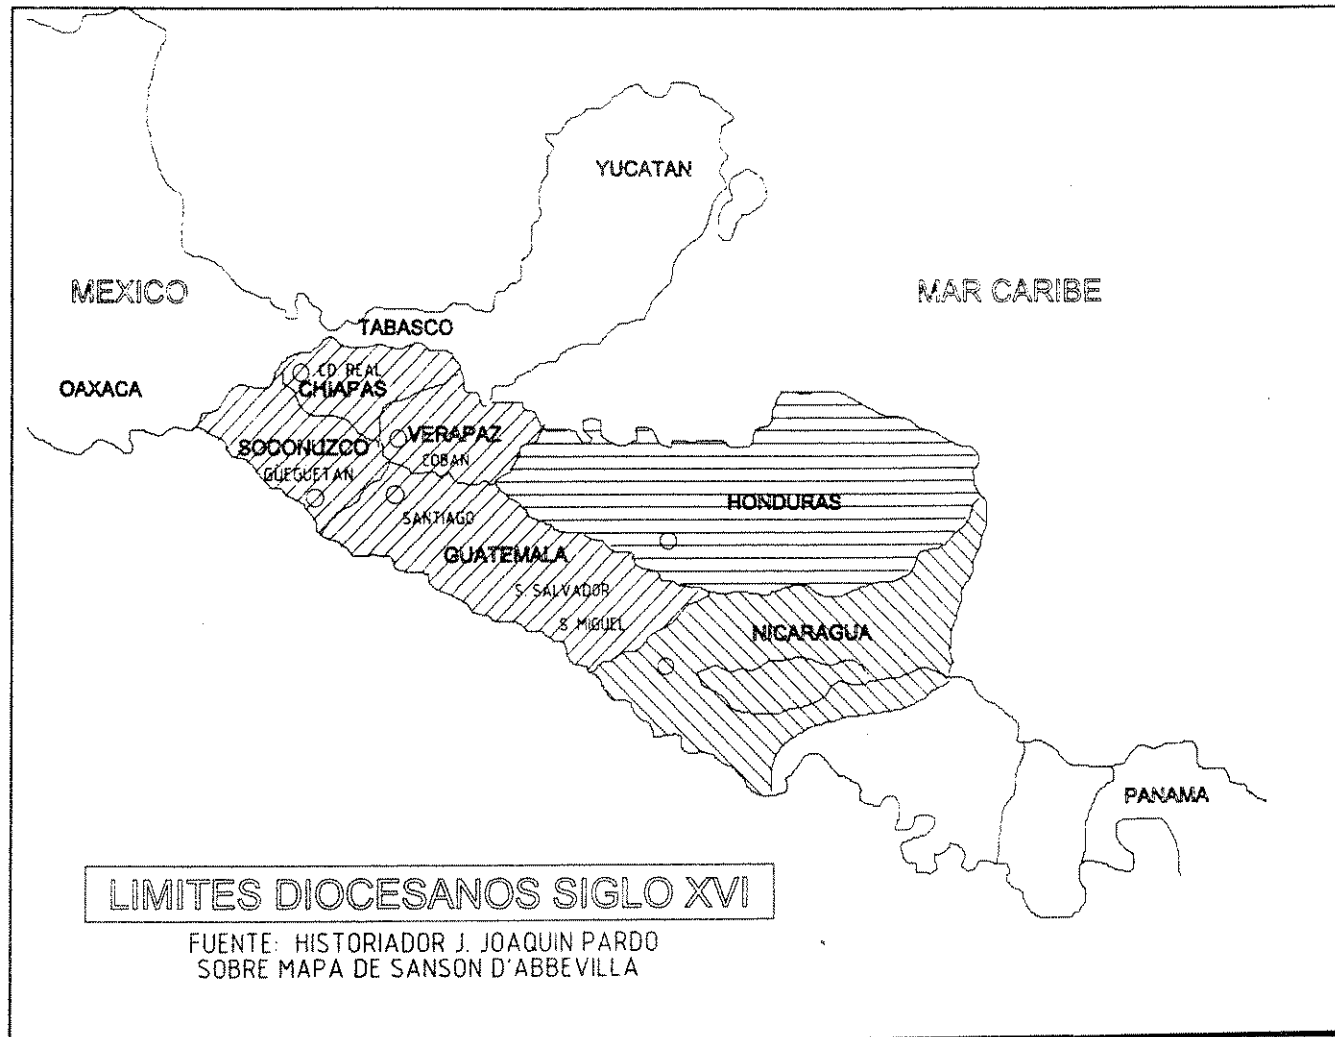 YUCATAN
MEXICO
MAR CARIBE
TABASCO
OAXACA
CD. REAL
CHIAPAS
SOCONUZCO
VERAPAZ
GUEGUETAN
COBAN
HONDURAS
SANTIAGO
GUATEMALA
S. SALVADOR
S. MIGUEL
NICARAGUA
PANAMA
LIMITES DIOCESANOS SIGLO XVI
FUENTE: HISTORIADOR J. JOAQUIN PARDO
SOBRE MAPA DE SANSON D'ABBEVILLA